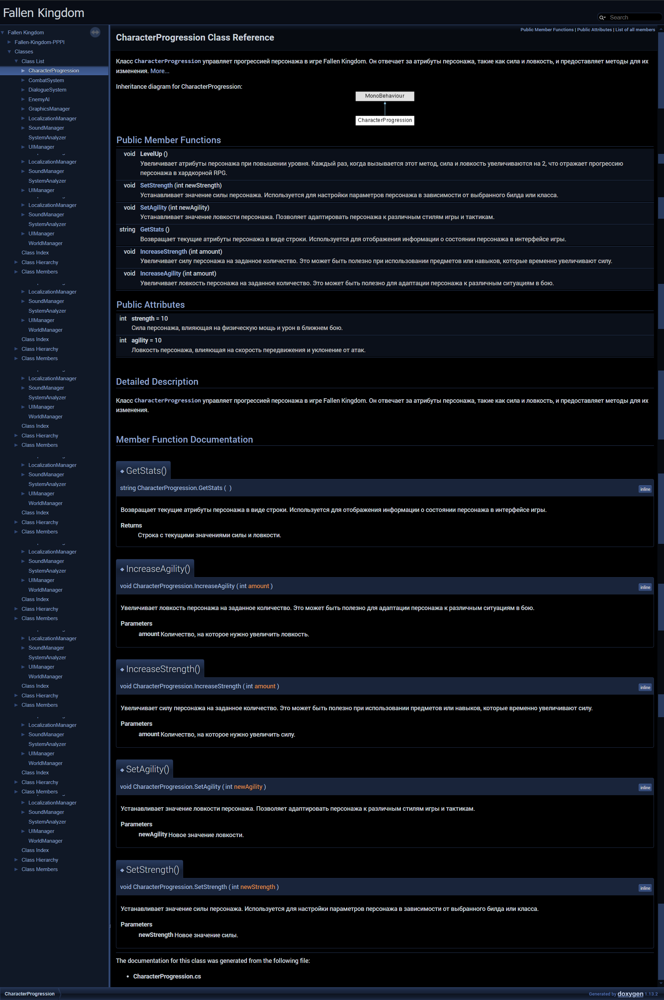 Fallen Kingdom
Search
Fallen Kingdom
Fallen-Kingdom-PPPI
Classes
Class List
CharacterProgression
CombatSystem
DialogueSystem
EnemyAI
GraphicsManager
LocalizationManager
SoundManager
SystemAnalyzer
UIManager
LocalizationManager
SoundManager
SystemAnalyzer
UIManager
LocalizationManager
SoundManager
SystemAnalyzer
UIManager
WorldManager
Class Index
Class Hierarchy
Class Members
LocalizationManager
SoundManager
SystemAnalyzer
UIManager
WorldManager
Class Index
Class Hierarchy
Class Members
LocalizationManager
SoundManager
SystemAnalyzer
UIManager
WorldManager
Class Index
Class Hierarchy
Class Members
LocalizationManager
SoundManager
SystemAnalyzer
UIManager
WorldManager
Class Index
Class Hierarchy
Class Members
LocalizationManager
SoundManager
SystemAnalyzer
UIManager
WorldManager
Class Index
Class Hierarchy
Class Members
LocalizationManager
SoundManager
SystemAnalyzer
UIManager
WorldManager
Class Index
Class Hierarchy
Class Members
LocalizationManager
SoundManager
SystemAnalyzer
UIManager
WorldManager
Class Index
Class Hierarchy
Class Members
LocalizationManager
SoundManager
SystemAnalyzer
UIManager
WorldManager
Class Index
Class Hierarchy
Class Members
Public Member Functions | Public Attributes | List of all members
CharacterProgression Class Reference
Класс CharacterProgression управляет прогрессией персонажа в игре Fallen Kingdom. Он отвечает за атрибуты персонажа, такие как сила и ловкость, и предоставляет методы для их
изменения. More...
Inheritance diagram for CharacterProgression:
MonoBehaviour
CharacterProgression
Public Member Functions
void LevelUp ()
Увеличивает атрибуты персонажа при повышении уровня. Каждый раз, когда вызывается этот метод, сила и ловкость увеличиваются на 2, что отражает прогрессию
персонажа в хардкорной RPG.
void SetStrength (int newStrength)
Устанавливает значение силы персонажа. Используется для настройки параметров персонажа в зависимости от выбранного билда или класса.
void SetAgility (int newAgility)
Устанавливает значение ловкости персонажа. Позволяет адаптировать персонажа к различным стилям игры и тактикам.
string GetStats ()
Возвращает текущие атрибуты персонажа в виде строки. Используется для отображения информации о состоянии персонажа в интерфейсе игры.
void IncreaseStrength (int amount)
Увеличивает силу персонажа на заданное количество. Это может быть полезно при использовании предметов или навыков, которые временно увеличивают силу.
void IncreaseAgility (int amount)
Увеличивает ловкость персонажа на заданное количество. Это может быть полезно для адаптации персонажа к различным ситуациям в бою.
Public Attributes
int strength = 10
Сила персонажа, влияющая на физическую мощь и урон в ближнем бою.
int agility = 10
Ловкость персонажа, влияющая на скорость передвижения и уклонение от атак.
Detailed Description
Класс CharacterProgression управляет прогрессией персонажа в игре Fallen Kingdom. Он отвечает за атрибуты персонажа, такие как сила и ловкость, и предоставляет методы для их
изменения.
Member Function Documentation
◆ GetStats()
string CharacterProgression.GetStats ( ) inline
Возвращает текущие атрибуты персонажа в виде строки. Используется для отображения информации о состоянии персонажа в интерфейсе игры.
Returns
Строка с текущими значениями силы и ловкости.
◆ IncreaseAgility()
void CharacterProgression.IncreaseAgility ( int amount ) inline
Увеличивает ловкость персонажа на заданное количество. Это может быть полезно для адаптации персонажа к различным ситуациям в бою.
Parameters
amount Количество, на которое нужно увеличить ловкость.
◆ IncreaseStrength()
void CharacterProgression.IncreaseStrength ( int amount ) inline
Увеличивает силу персонажа на заданное количество. Это может быть полезно при использовании предметов или навыков, которые временно увеличивают силу.
Parameters
amount Количество, на которое нужно увеличить силу.
◆ SetAgility()
void CharacterProgression.SetAgility ( int newAgility ) inline
Устанавливает значение ловкости персонажа. Позволяет адаптировать персонажа к различным стилям игры и тактикам.
Parameters
newAgility Новое значение ловкости.
◆ SetStrength()
void CharacterProgression.SetStrength ( int newStrength ) inline
Устанавливает значение силы персонажа. Используется для настройки параметров персонажа в зависимости от выбранного билда или класса.
Parameters
newStrength Новое значение силы.
The documentation for this class was generated from the following file:
• CharacterProgression.cs
CharacterProgression
Generated by doxygen 1.13.2